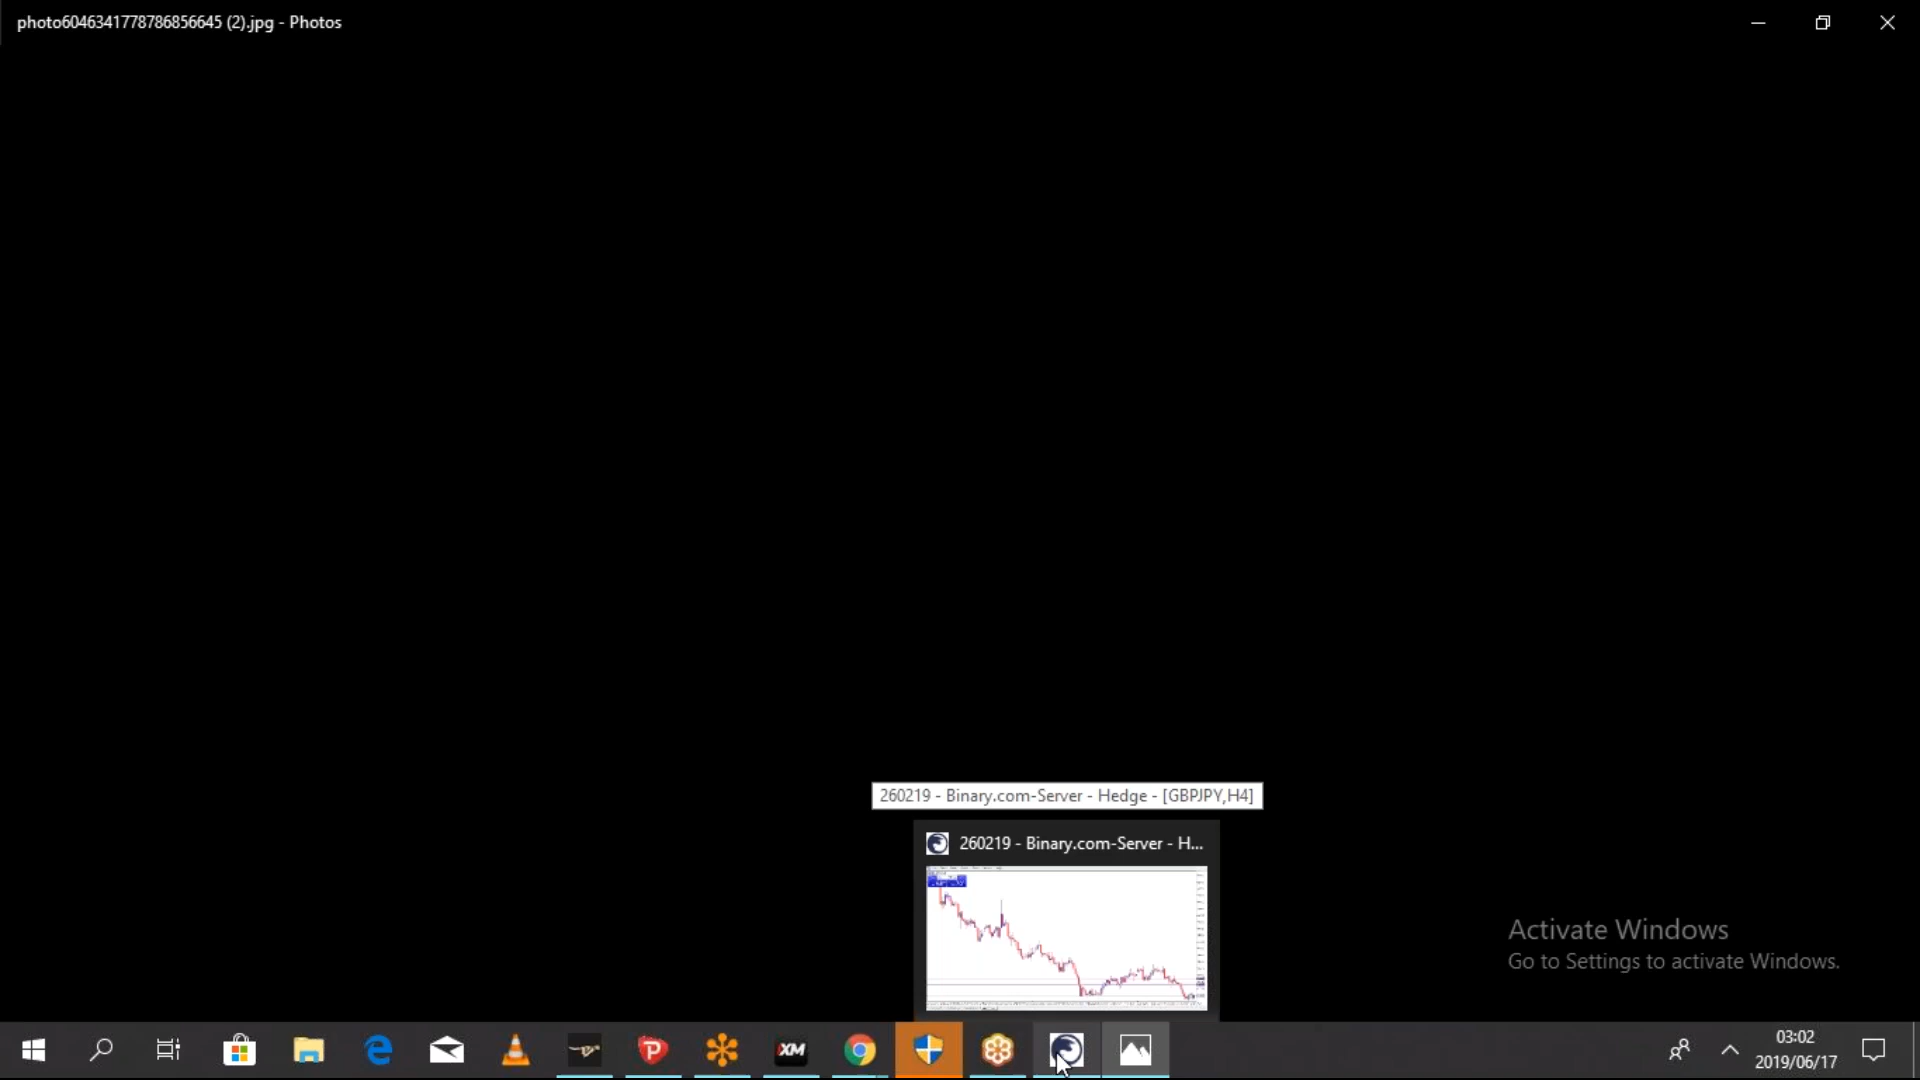 photo6046341778786856645 (2).jpg - Photos
260219 - Binary.com-Server - Hedge - [GBPJPY,H4]
260219 - Binary.com-Server - H...
Activate Windows
Go to Settings to activate Windows.
XM
03:02
2019/06/17